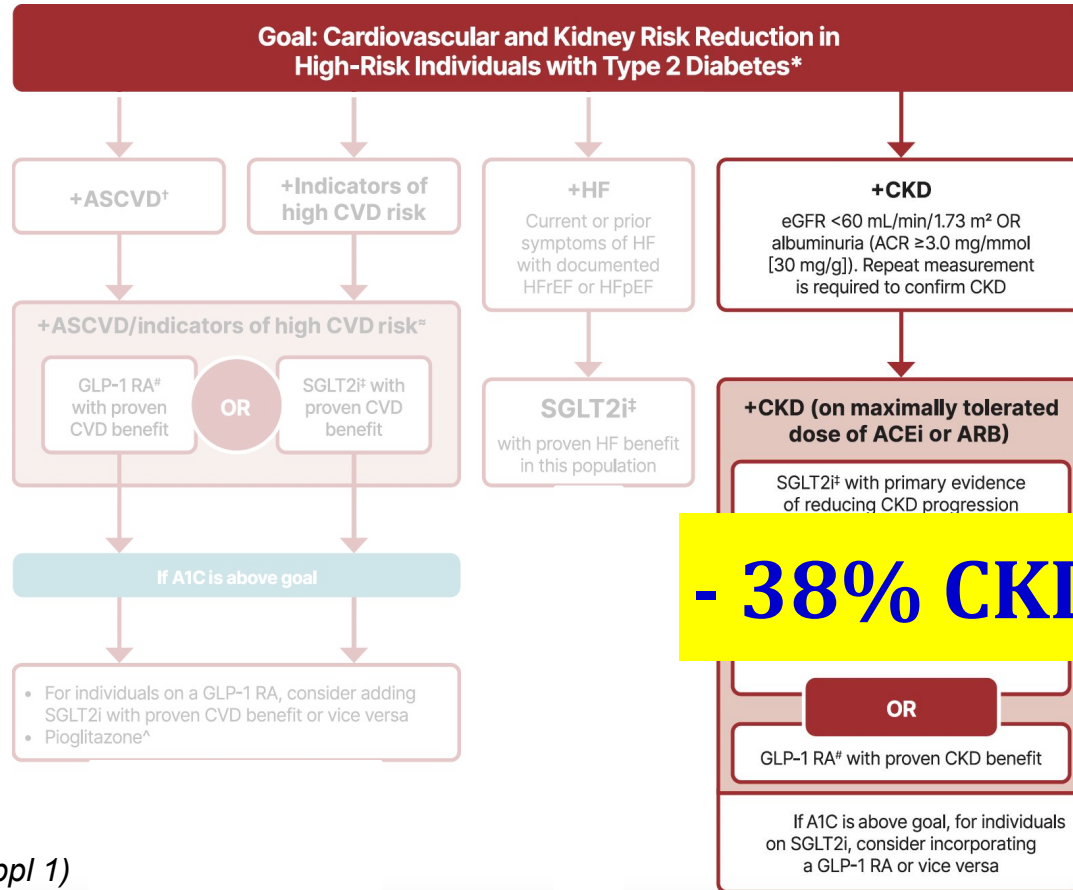 Goal: Cardiovascular and Kidney Risk Reduction in
High-Risk Individuals with Type 2 Diabetes*
+ASCVD†
+Indicators of
high CVD risk
+ASCVD/indicators of high CVD risk≈
GLP-1 RA#
with proven
CVD benefit
OR
SGLT2i‡ with
proven CVD
benefit
If A1C is above goal
• For individuals on a GLP-1 RA, consider adding
SGLT2i with proven CVD benefit or vice versa
• Pioglitazone^
+HF
Current or prior
symptoms of HF
with documented
HFrEF or HFpEF
SGLT2i‡
with proven HF benefit
in this population
+CKD
eGFR <60 mL/min/1.73 m² OR
albuminuria (ACR ≥3.0 mg/mmol
[30 mg/g]). Repeat measurement
is required to confirm CKD
+CKD (on maximally tolerated
dose of ACEi or ARB)
SGLT2i‡ with primary evidence
of reducing CKD progression
- 38% CKD
OR
GLP-1 RA# with proven CKD benefit
If A1C is above goal, for individuals
on SGLT2i, consider incorporating
a GLP-1 RA or vice versa
ppl 1)